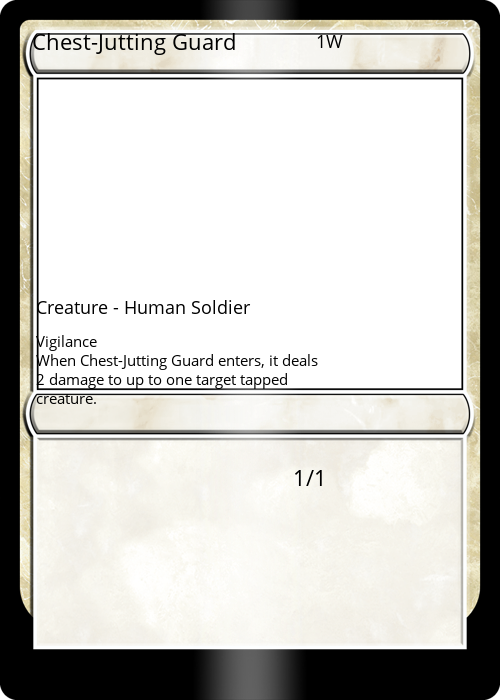 Chest-Jutting Guard 1W
Creature - Human Soldier
Vigilance
When Chest-Jutting Guard enters, it deals
2 damage to up to one target tapped
creature.
1/1